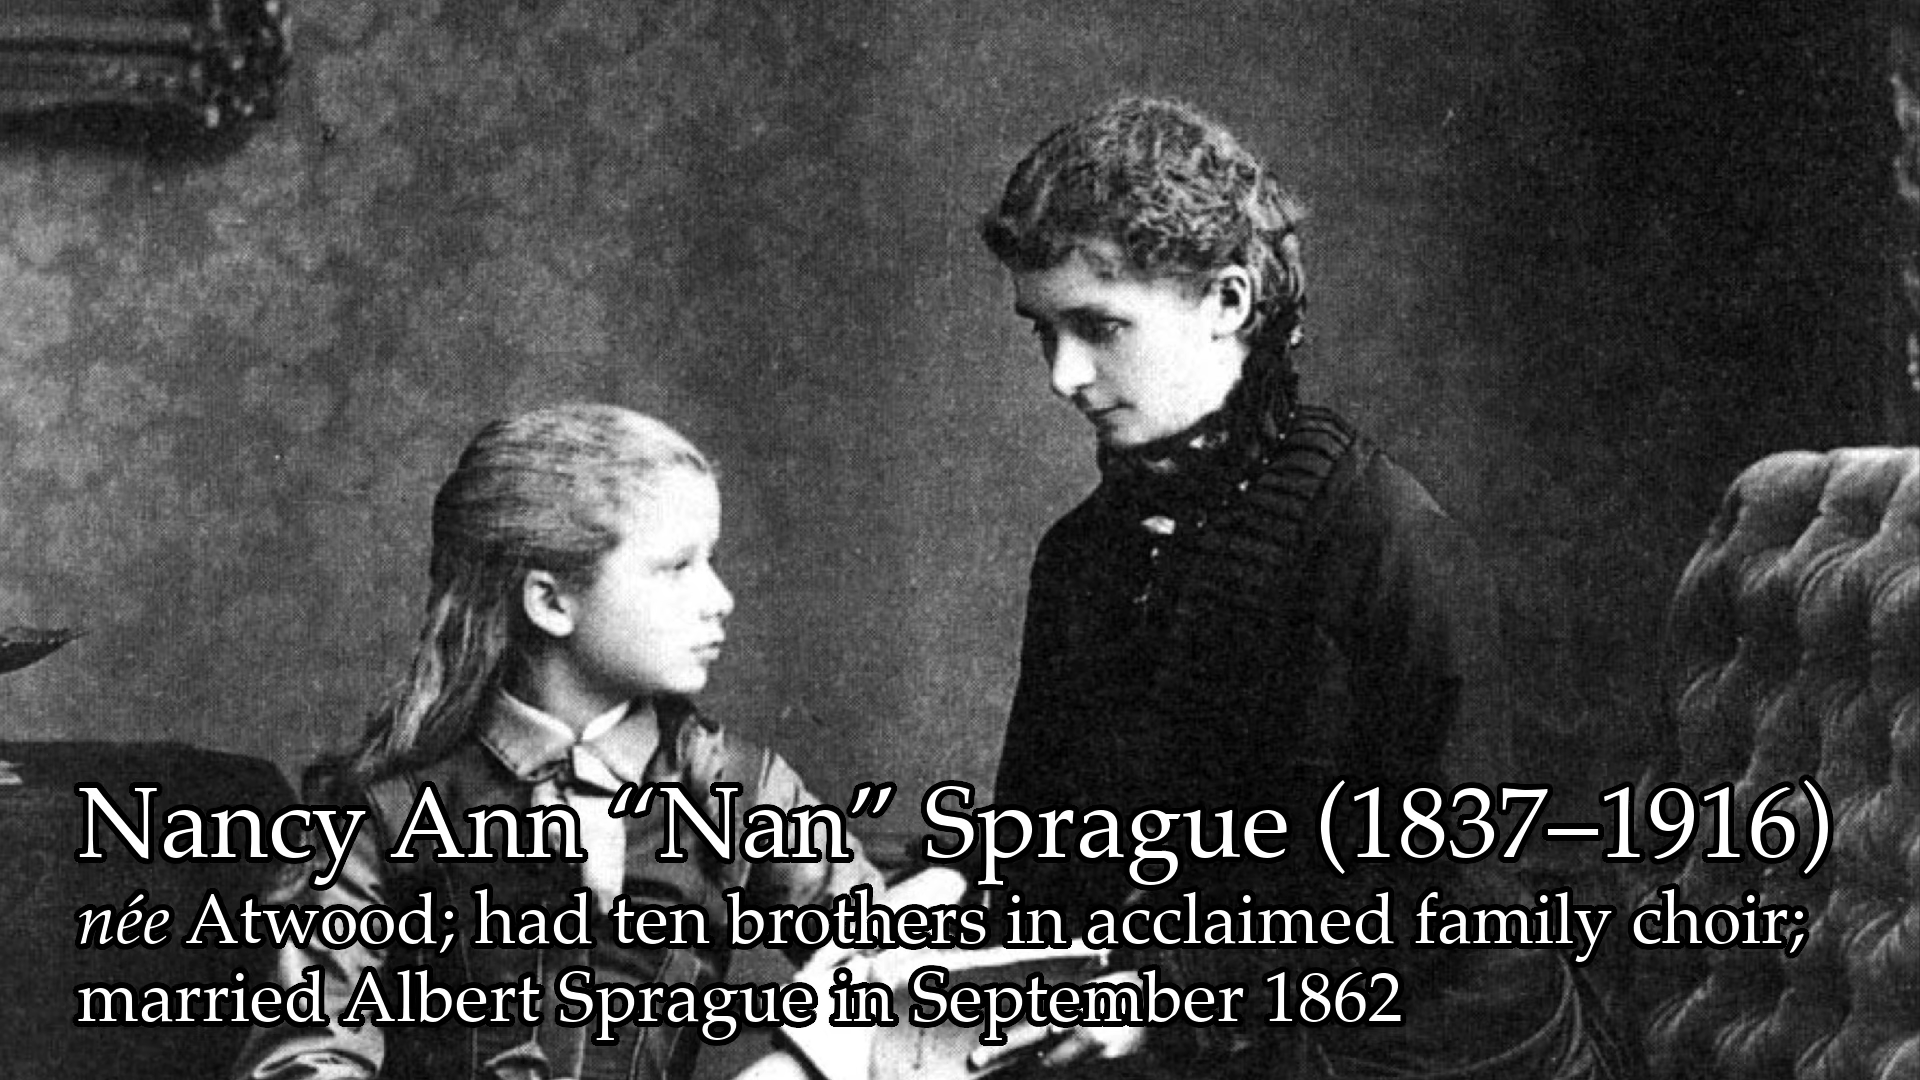 Nancy Ann “Nan” Sprague (1837–1916)
née Atwood; had ten brothers in acclaimed family choir;
married Albert Sprague in September 1862